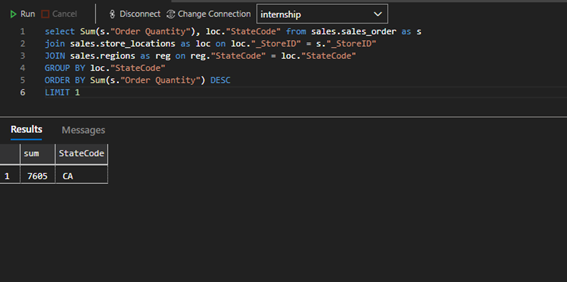 Run Cancel Disconnect Change Connection internship
1 select Sum(s."Order Quantity"), loc."StateCode" from sales.sales_order as s
2 join sales.store_locations as loc on loc."_StoreID" = s."_StoreID"
3 JOIN sales.regions as reg on reg."StateCode" = loc."StateCode"
4 GROUP BY loc."StateCode"
5 ORDER BY Sum(s."Order Quantity") DESC
6 LIMIT 1
Results Messages
sum StateCode
1 7605 CA